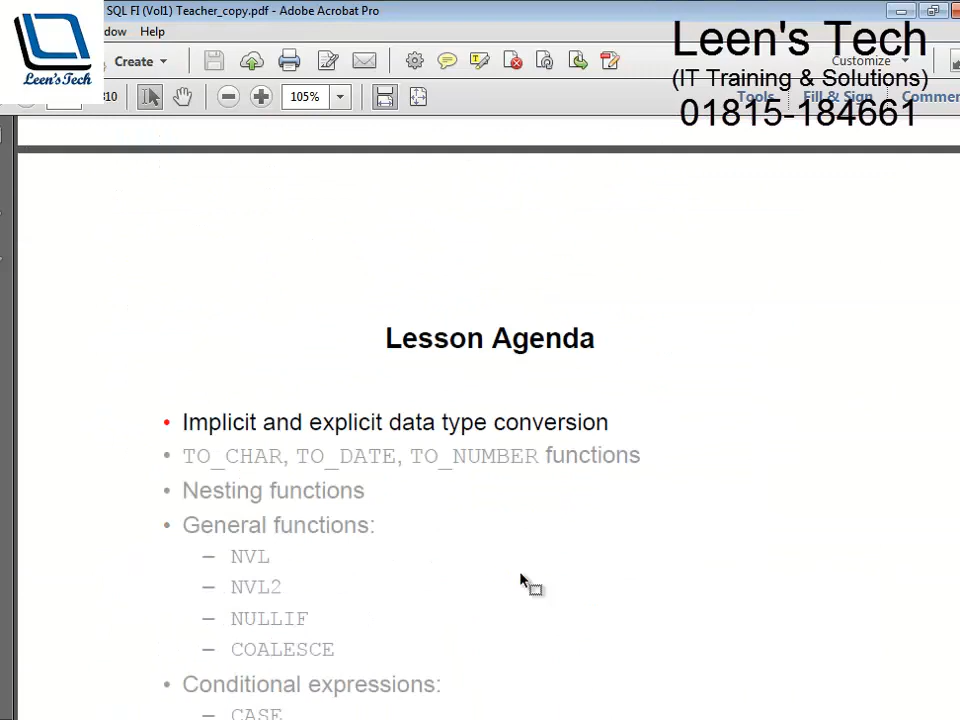 SQL FI (Vol1) Teacher_copy.pdf - Adobe Acrobat Pro
Leen's Tech
dow Help
Leen's Tech
Create
Customize
(IT Training & Solutions)
310
105%
Tools
Fill & Sign
Commen
01815-184661
Lesson Agenda
• Implicit and explicit data type conversion
• TO_CHAR, TO_DATE, TO_NUMBER functions
• Nesting functions
• General functions:
– NVL
– NVL2
– NULLIF
– COALESCE
• Conditional expressions:
– CASE